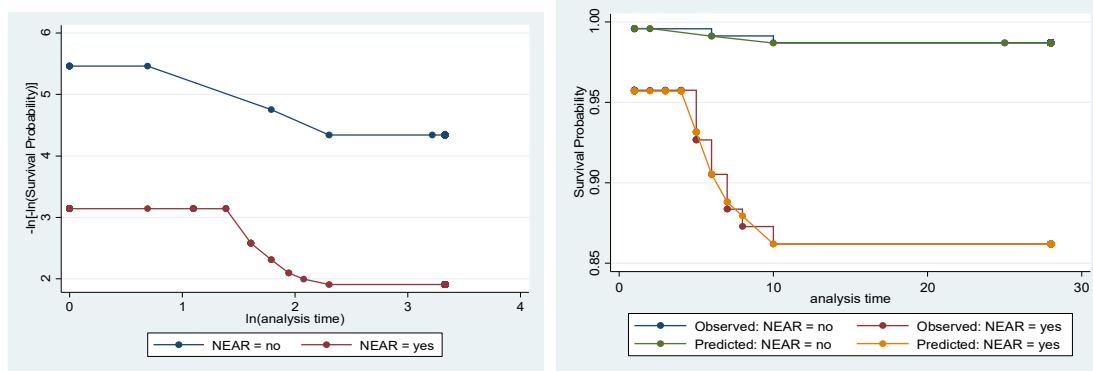 6
5
4
3
2
-ln[-ln(Survival Probability)]
0
1
2
3
4
ln(analysis time)
NEAR = no
NEAR = yes
1.00
0.95
0.90
0.85
Survival Probability
0
10
20
30
analysis time
Observed: NEAR = no
Observed: NEAR = yes
Predicted: NEAR = no
Predicted: NEAR = yes